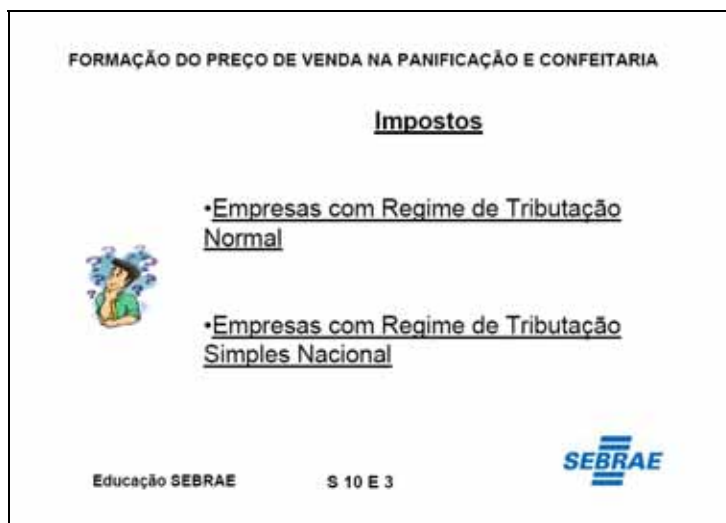 FORMAÇÃO DO PREÇO DE VENDA NA PANIFICAÇÃO E CONFEITARIA
Impostos
•Empresas com Regime de Tributação
Normal
•Empresas com Regime de Tributação
Simples Nacional
SEBRAE
Educação SEBRAE S 10 E 3